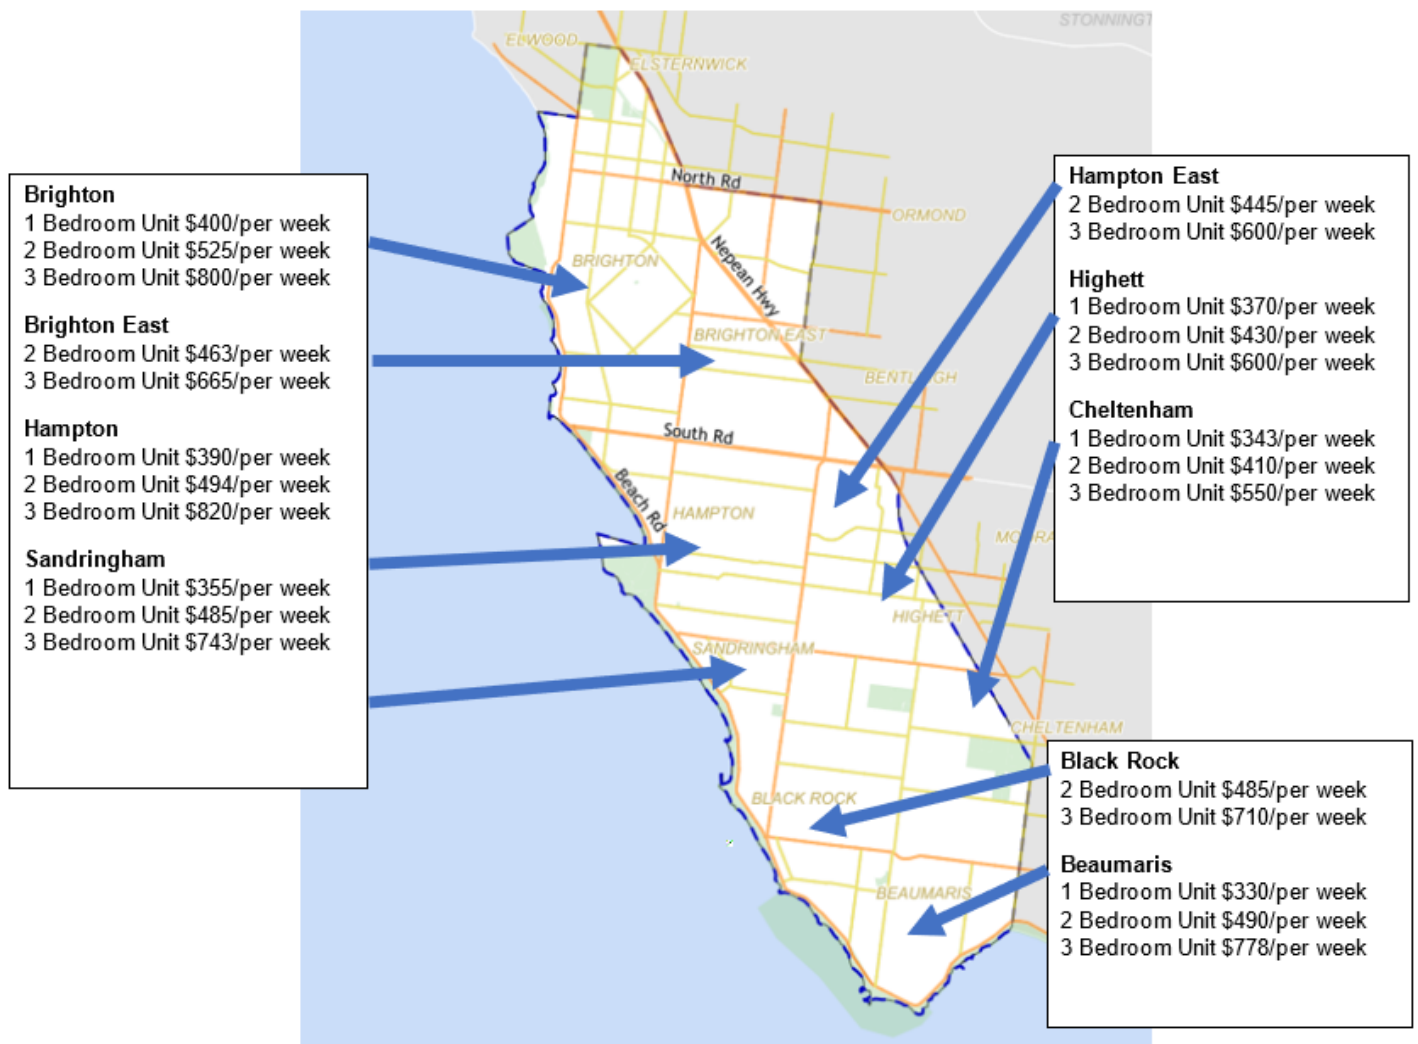 Brighton
1 Bedroom Unit $400/per week
2 Bedroom Unit $525/per week
3 Bedroom Unit $800/per week
Brighton East
2 Bedroom Unit $463/per week
3 Bedroom Unit $665/per week
Hampton
1 Bedroom Unit $390/per week
2 Bedroom Unit $494/per week
3 Bedroom Unit $820/per week
Sandringham
1 Bedroom Unit $355/per week
2 Bedroom Unit $485/per week
3 Bedroom Unit $743/per week
STONNINGT
ELWOOD
ELSTERNWICK
North Rd
ORMOND
Nepean Hwy
BRIGHTON
BRIGHTON EAST
BENTLEIGH
South Rd
Beach Rd
HAMPTON
MOORA
HIGHETT
SANDRINGHAM
CHELTENHAM
BLACK ROCK
BEAUMARIS
Hampton East
2 Bedroom Unit $445/per week
3 Bedroom Unit $600/per week
Highett
1 Bedroom Unit $370/per week
2 Bedroom Unit $430/per week
3 Bedroom Unit $600/per week
Cheltenham
1 Bedroom Unit $343/per week
2 Bedroom Unit $410/per week
3 Bedroom Unit $550/per week
Black Rock
2 Bedroom Unit $485/per week
3 Bedroom Unit $710/per week
Beaumaris
1 Bedroom Unit $330/per week
2 Bedroom Unit $490/per week
3 Bedroom Unit $778/per week